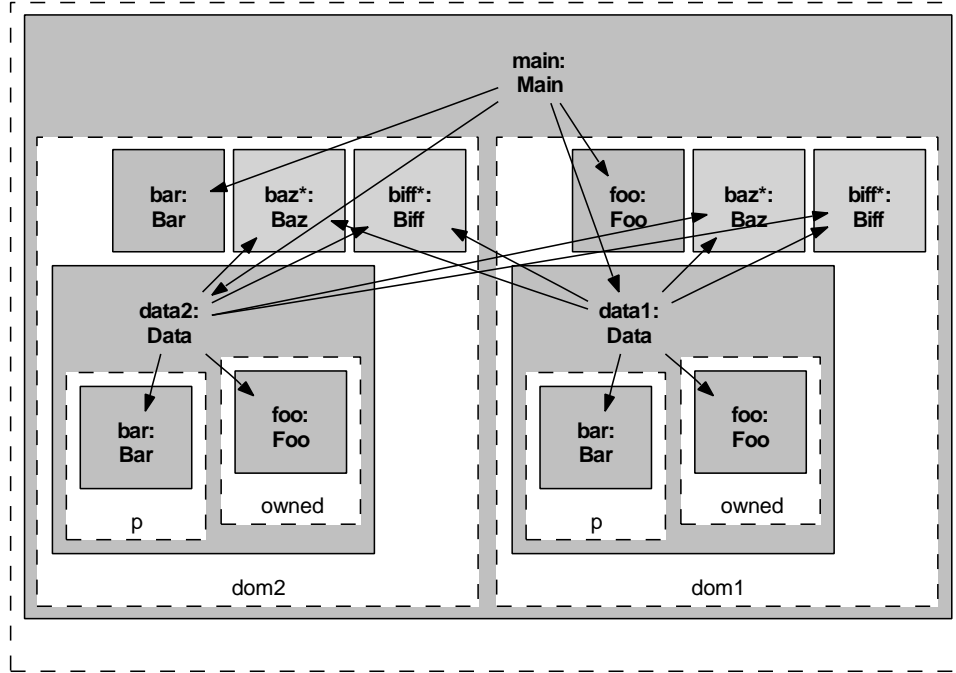 main:
Main
bar:
Bar
baz*:
Baz
biff*:
Biff
foo:
Foo
baz*:
Baz
biff*:
Biff
data2:
Data
data1:
Data
bar:
Bar
foo:
Foo
bar:
Bar
foo:
Foo
p
owned
p
owned
dom2
dom1